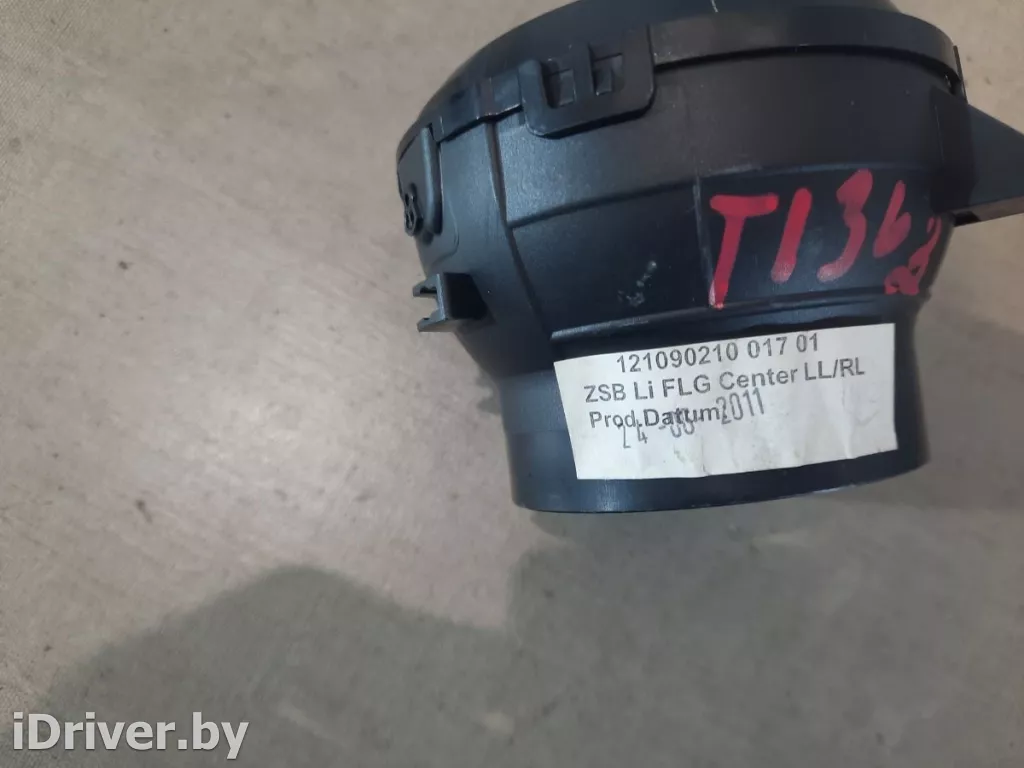 T136
121090210 017 01
ZSB Li FLG Center LL/RL
Prod.Datum
2011
iDriver.by